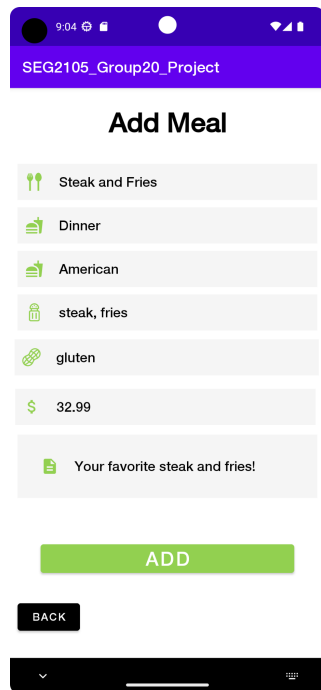 9:04
SEG2105_Group20_Project
Add Meal
Steak and Fries
Dinner
American
steak, fries
gluten
$ 32.99
Your favorite steak and fries!
ADD
BACK